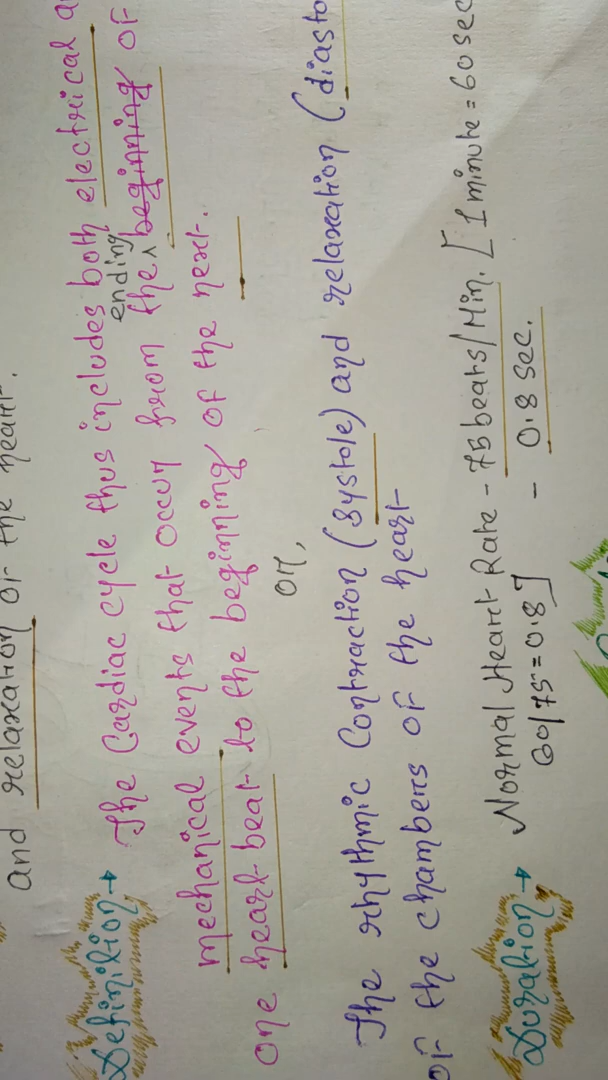 and relaxation of the heart.
Definition → The Cardiac cycle thus includes both electrical
ending
mechanical events that occur from the ^ beginning of
one heart-beat to the beginning of the next.
or,
The rhythmic Contraction (systole) and relaxation (diasto
of the chambers of the heart
Duration → Normal Heart Rate - 75 beats/Min. [1 minute = 60 sec
60/75 = 0.8] - 0.8 sec.